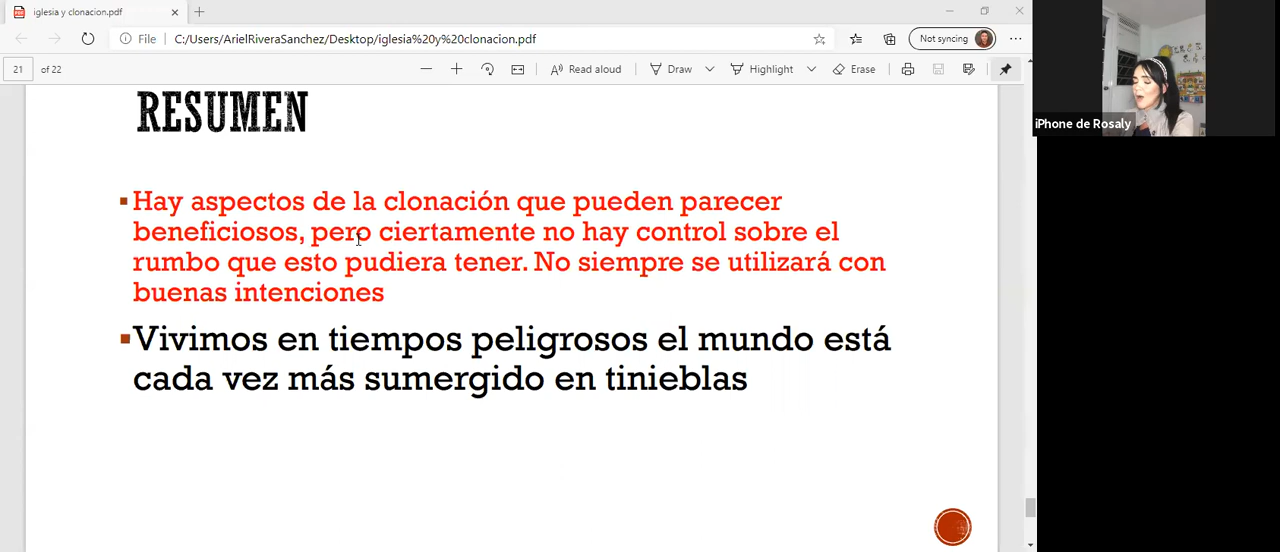 iglesia y clonacion.pdf
File C:/Users/ArielRiveraSanchez/Desktop/iglesia%20y%20clonacion.pdf Not syncing
21 of 22 Read aloud Draw Highlight Erase
iPhone de Rosaly
RESUMEN
Hay aspectos de la clonación que pueden parecer
beneficiosos, pero ciertamente no hay control sobre el
rumbo que esto pudiera tener. No siempre se utilizará con
buenas intenciones
Vivimos en tiempos peligrosos el mundo está
cada vez más sumergido en tinieblas